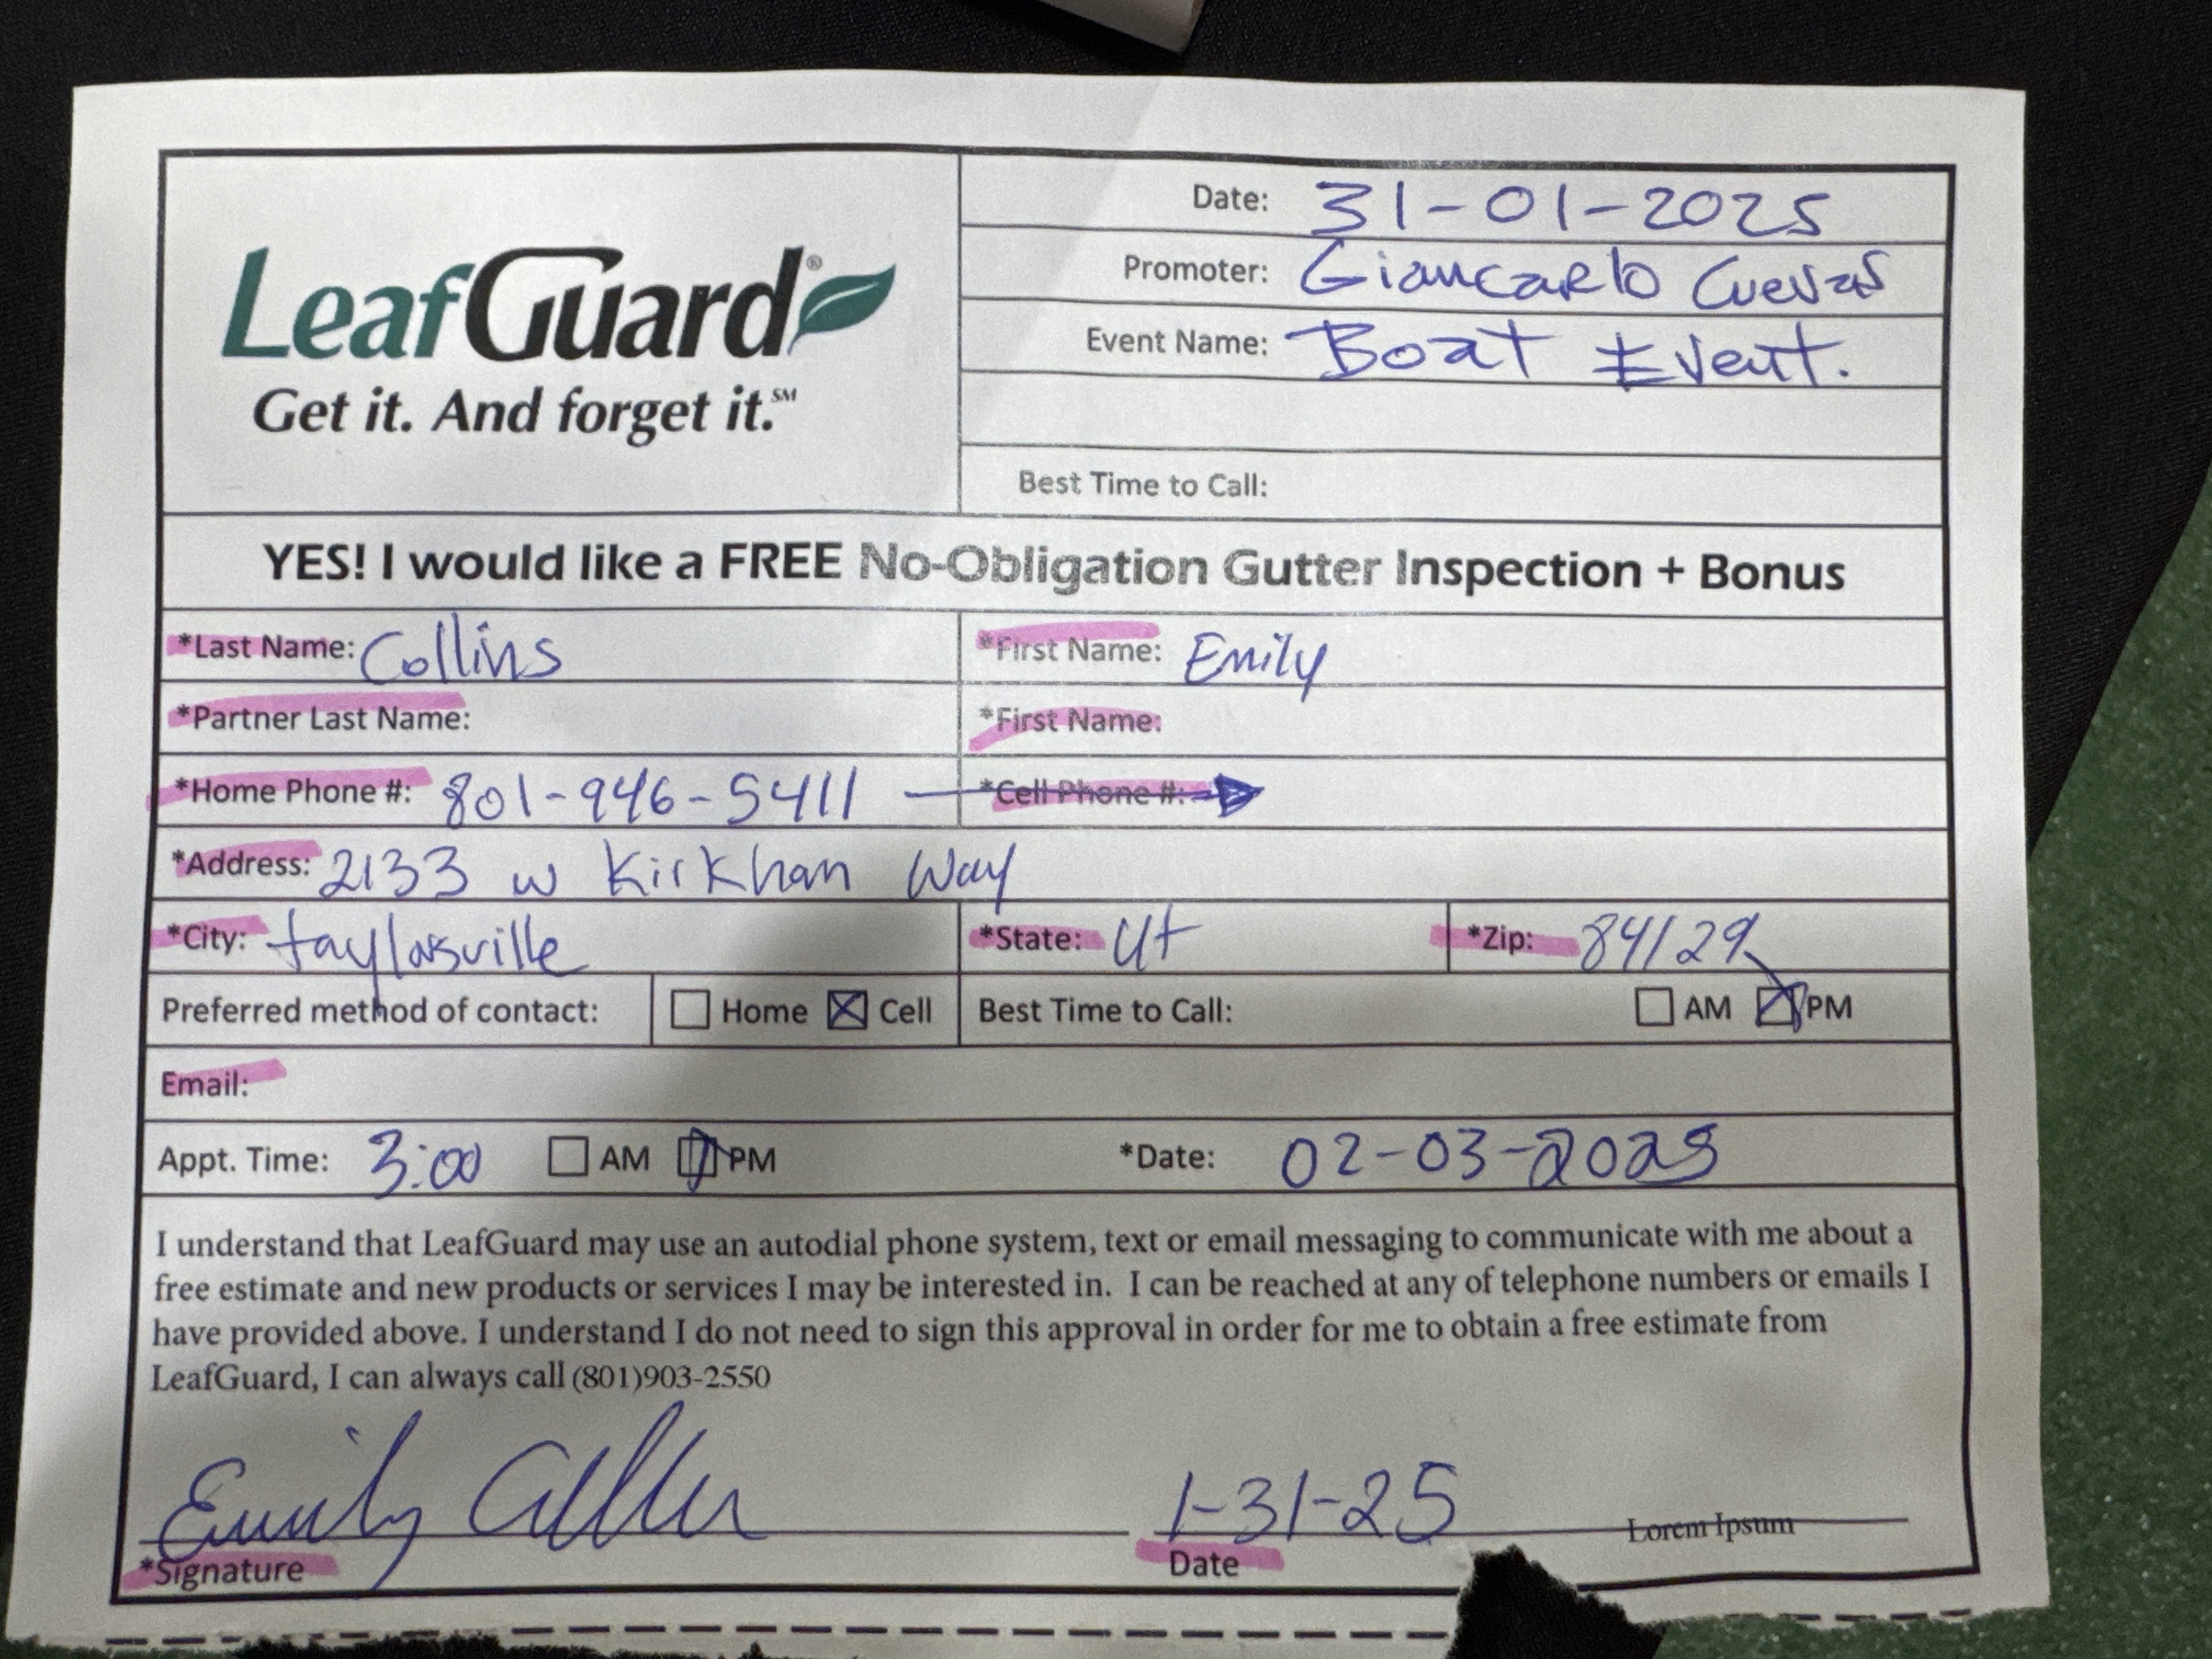 LeafGuard®
Get it. And forget it.℠
Date: 31-01-2025
Promoter: Giancarlo Cuevas
Event Name: Boat Event.
Best Time to Call:
YES! I would like a FREE No-Obligation Gutter Inspection + Bonus
*Last Name: Collins *First Name: Emily
*Partner Last Name: *First Name:
*Home Phone #: 801-946-5411 *Cell Phone #:
*Address: 2133 w Kirkham Way
*City: taylorsville *State: Ut *Zip: 84129
Preferred method of contact: Home Cell Best Time to Call: AM PM
Email:
Appt. Time: 3:00 AM PM *Date: 02-03-2025
I understand that LeafGuard may use an autodial phone system, text or email messaging to communicate with me about a
free estimate and new products or services I may be interested in. I can be reached at any of telephone numbers or emails I
have provided above. I understand I do not need to sign this approval in order for me to obtain a free estimate from
LeafGuard, I can always call (801)903-2550
Emily 1-31-25 Lorem Ipsum
*Signature Date